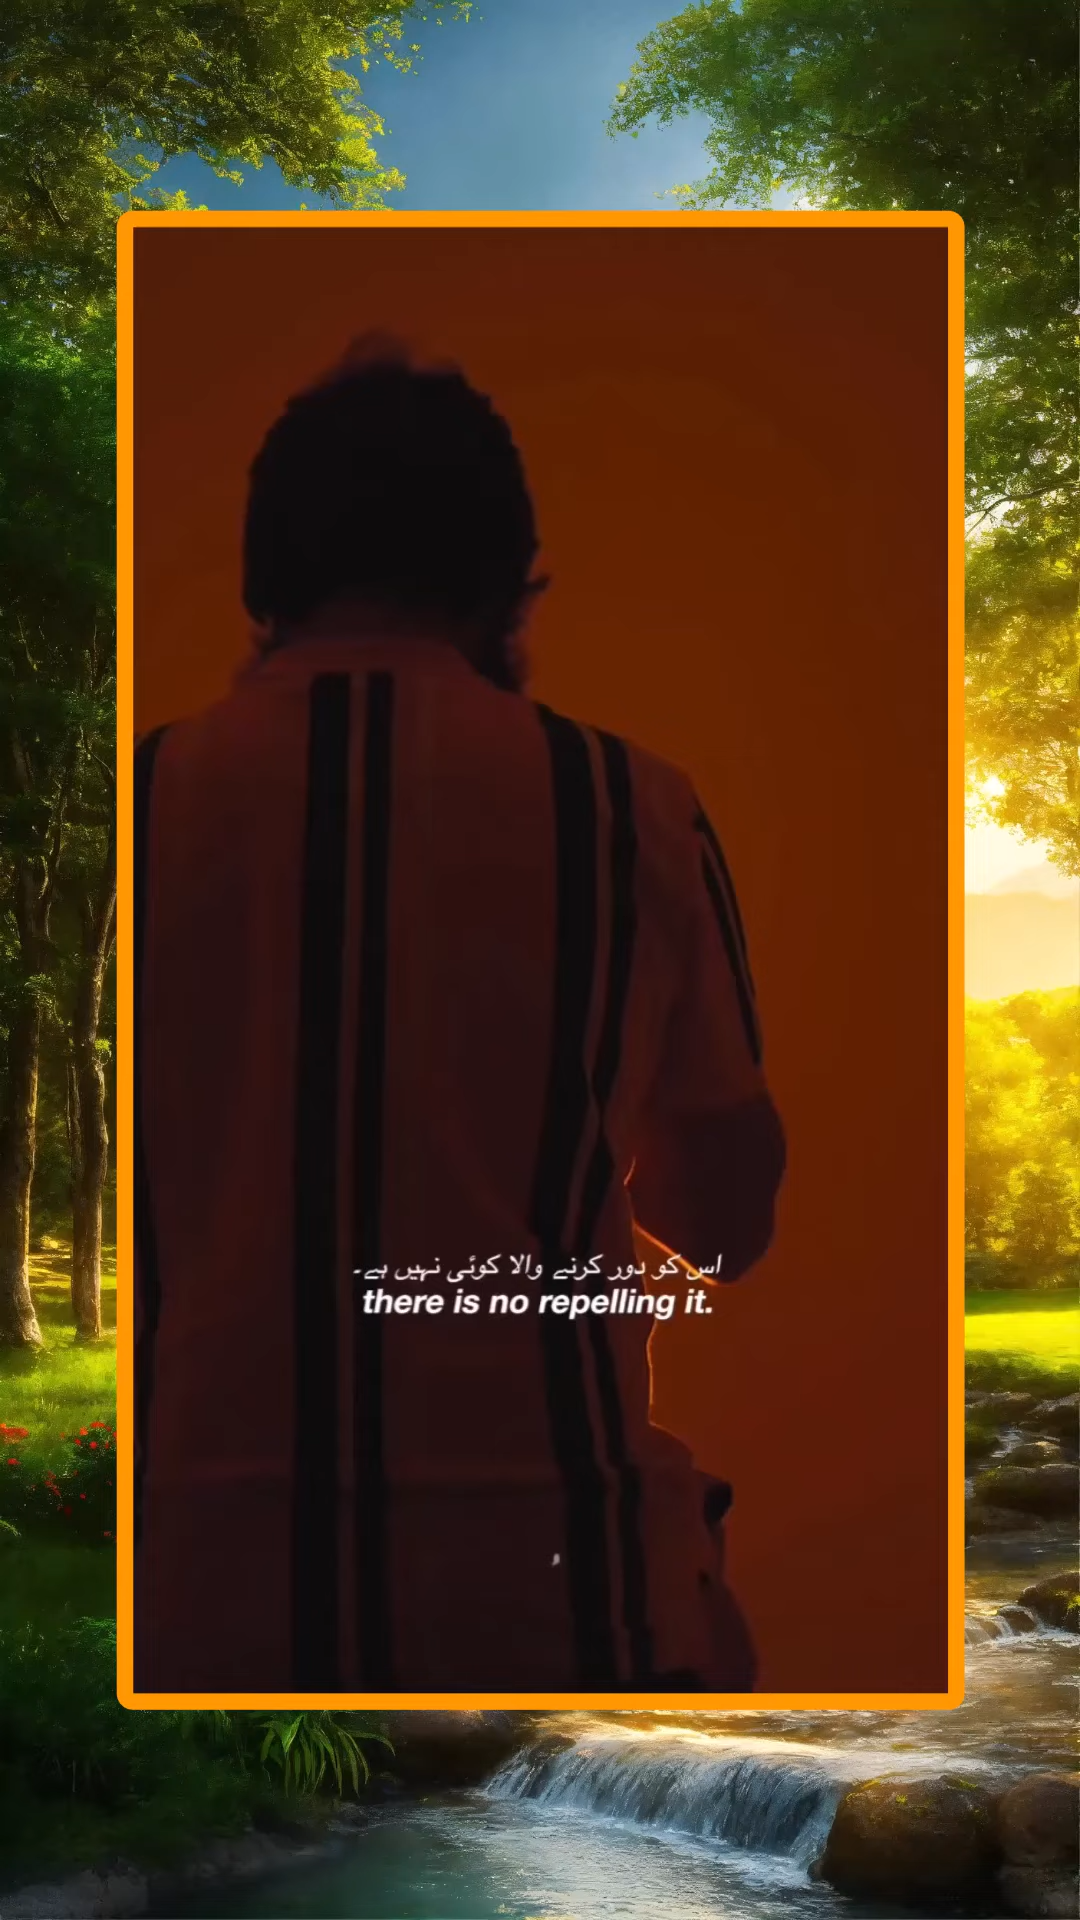 اس کو دور کرنے والا کوئی نہیں ہے۔
there is no repelling it.